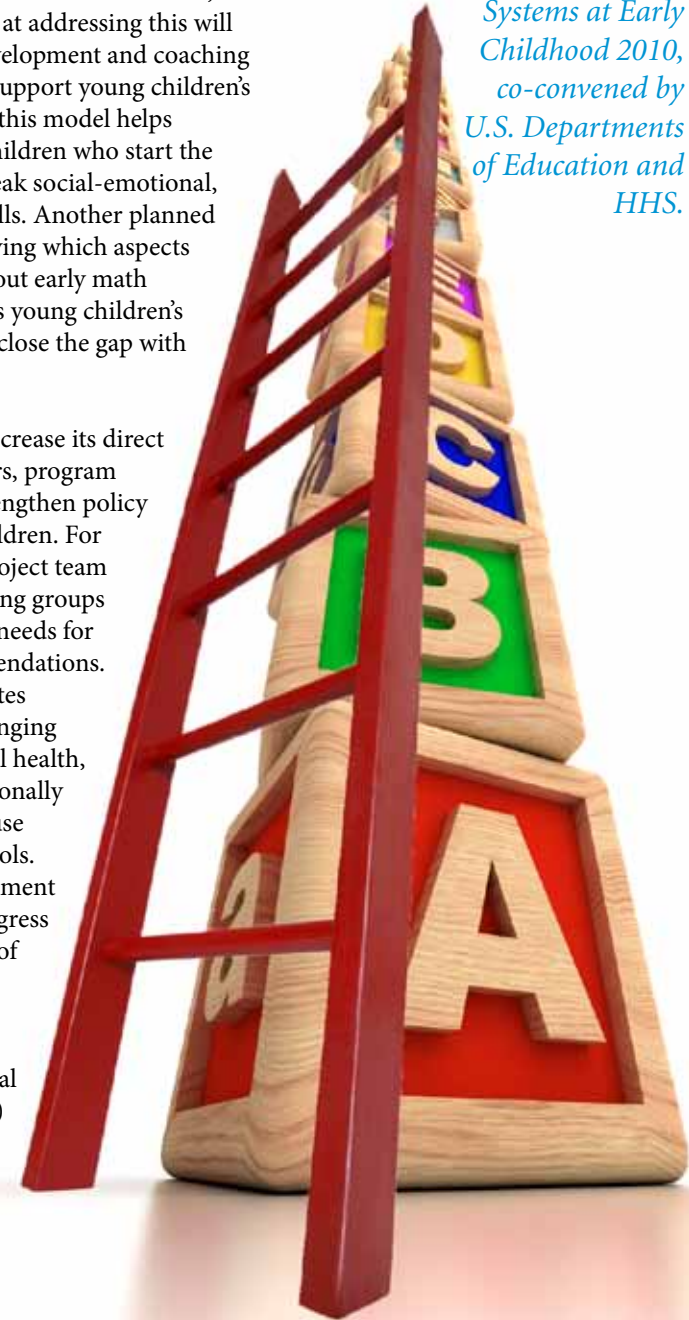 at addressing this will
velopment and coaching
upport young children's
this model helps
hildren who start the
eak social-emotional,
lls. Another planned
ving which aspects
out early math
s young children's
close the gap with
crease its direct
rs, program
engthen policy
ldren. For
oject team
ing groups
needs for
endations.
tes
nging
l health,
onally
use
ols.
ment
gress
of
al
)
Systems at Early
Childhood 2010,
co-convened by
U.S. Departments
of Education and
HHS.
E
D
C
B
a A